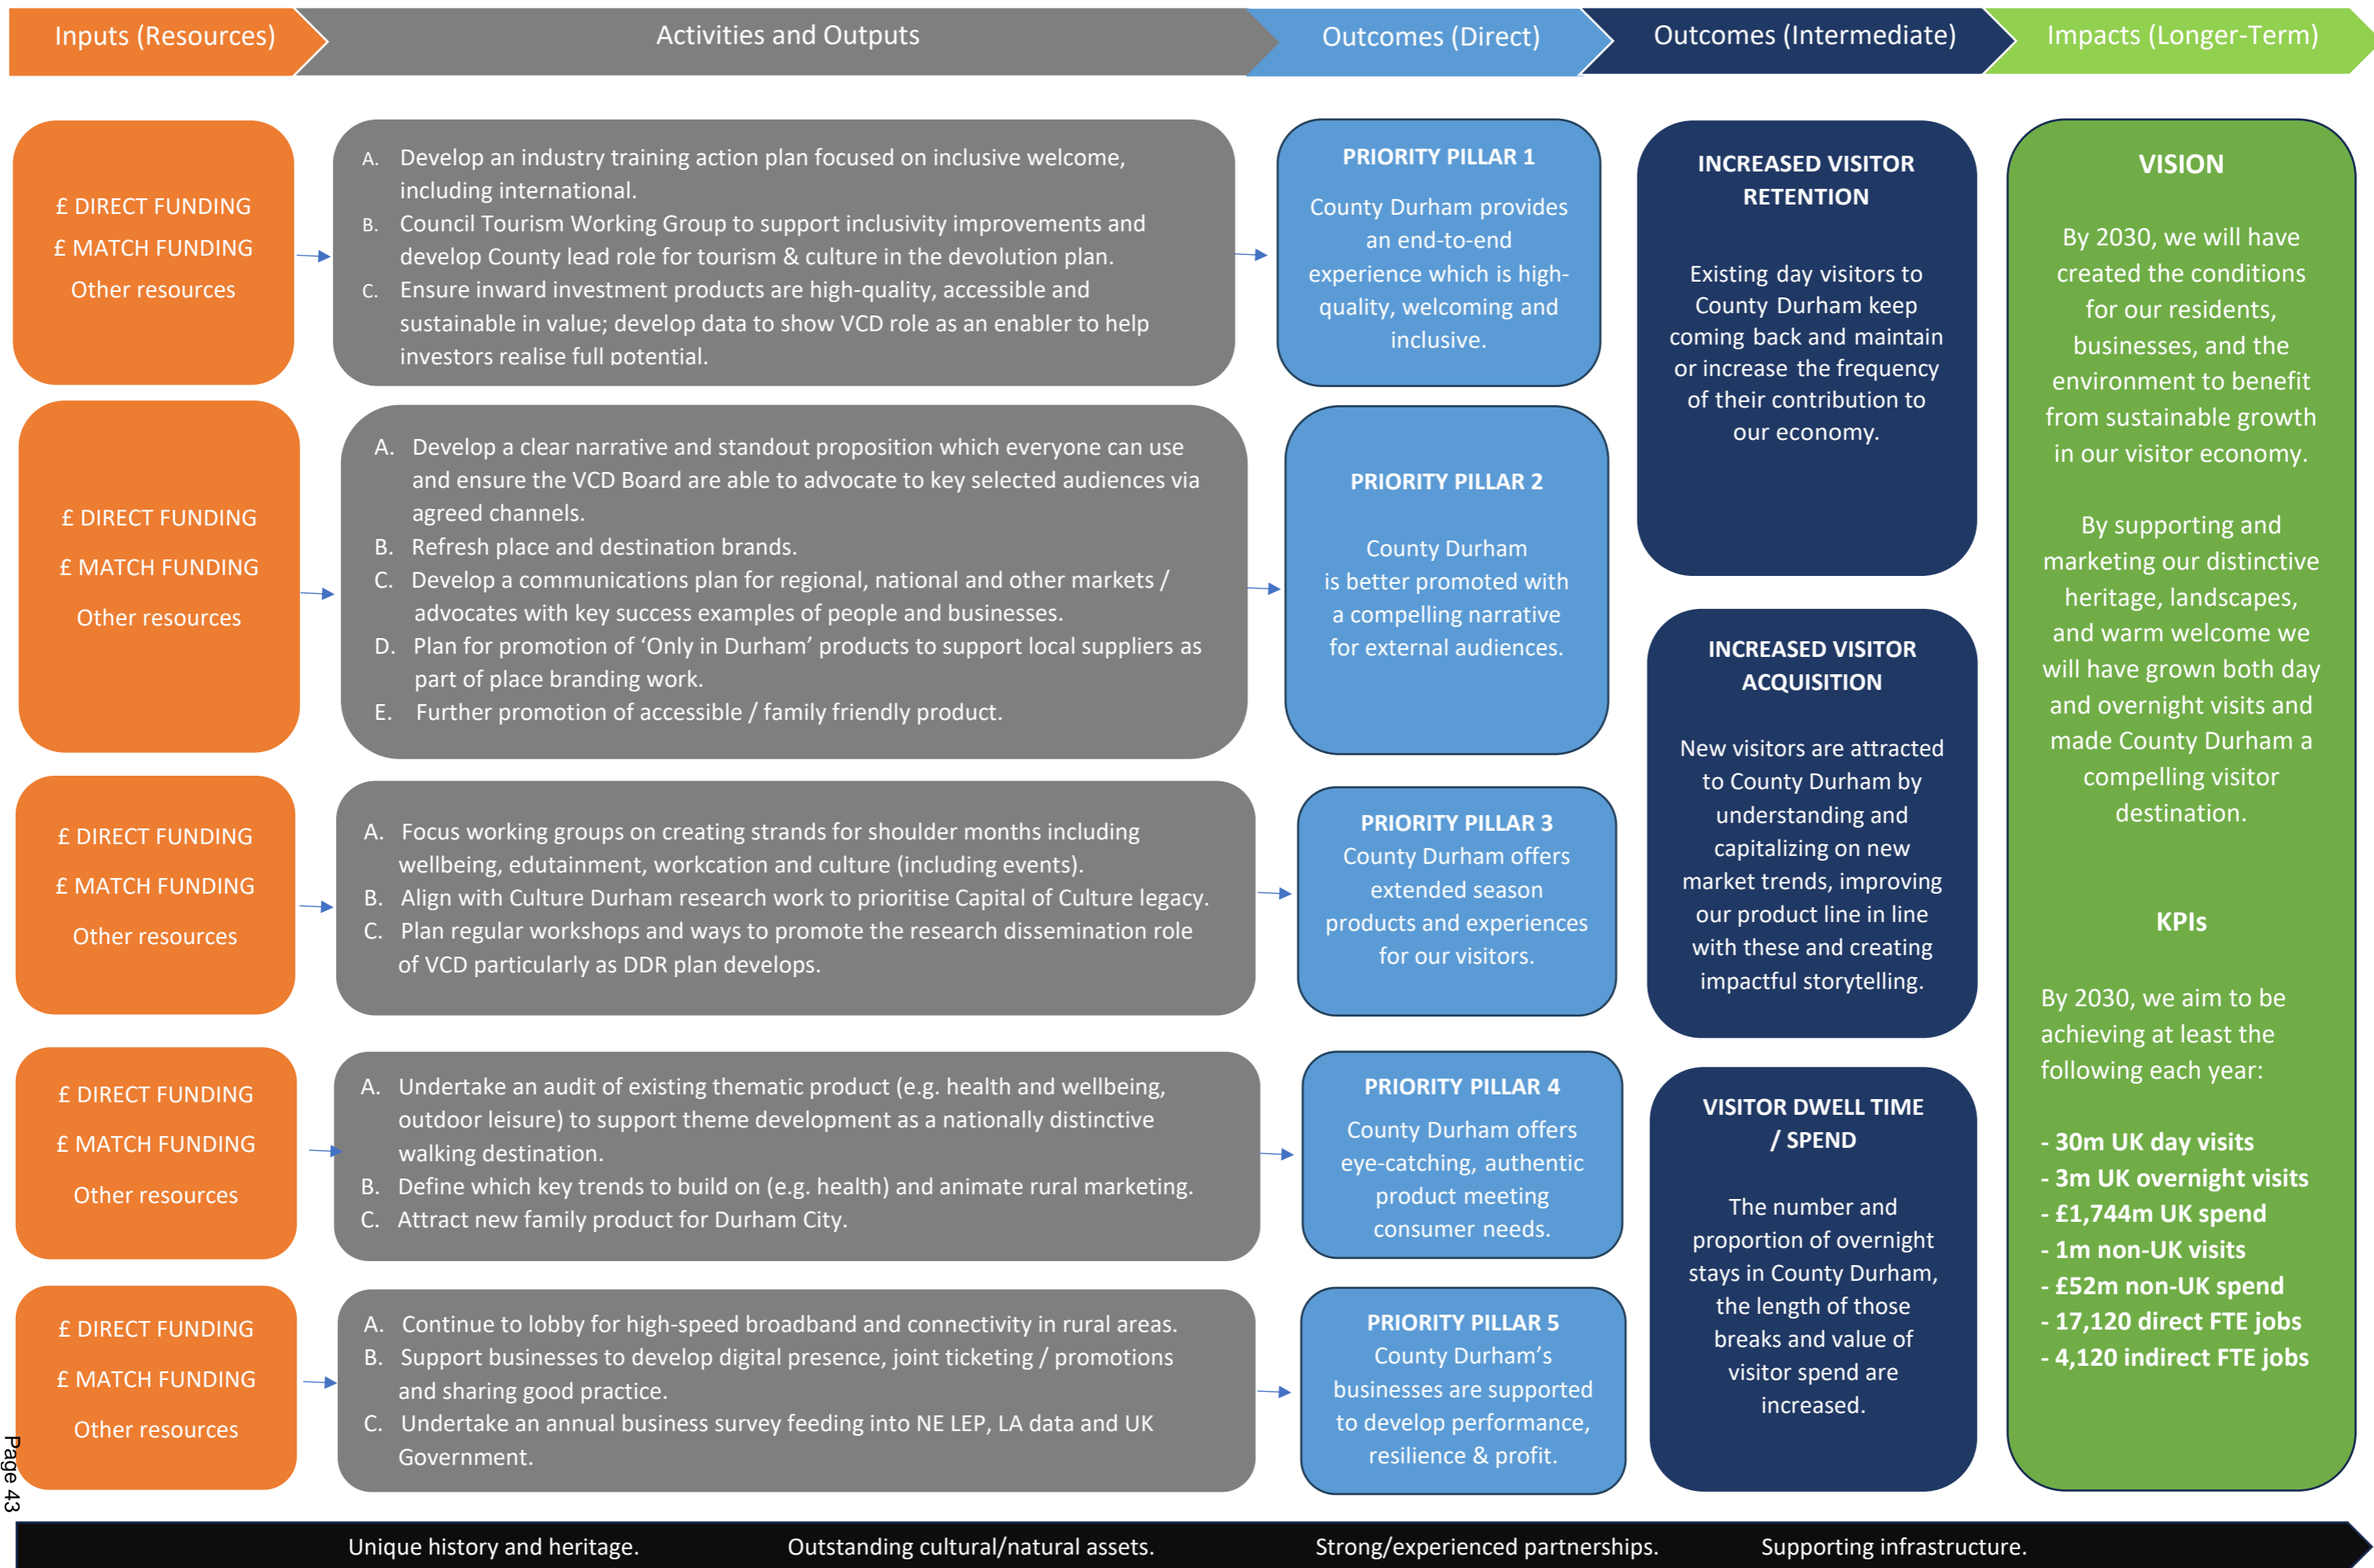 Inputs (Resources)
Activities and Outputs
Outcomes (Direct)
Outcomes (Intermediate)
Impacts (Longer-Term)
£ DIRECT FUNDING
£ MATCH FUNDING
Other resources
A. Develop an industry training action plan focused on inclusive welcome,
including international.
B. Council Tourism Working Group to support inclusivity improvements and
develop County lead role for tourism & culture in the devolution plan.
C. Ensure inward investment products are high-quality, accessible and
sustainable in value; develop data to show VCD role as an enabler to help
investors realise full potential.
PRIORITY PILLAR 1
County Durham provides
an end-to-end
experience which is high-
quality, welcoming and
inclusive.
£ DIRECT FUNDING
£ MATCH FUNDING
Other resources
A. Develop a clear narrative and standout proposition which everyone can use
and ensure the VCD Board are able to advocate to key selected audiences via
agreed channels.
B. Refresh place and destination brands.
C. Develop a communications plan for regional, national and other markets /
advocates with key success examples of people and businesses.
D. Plan for promotion of ‘Only in Durham’ products to support local suppliers as
part of place branding work.
E. Further promotion of accessible / family friendly product.
PRIORITY PILLAR 2
County Durham
is better promoted with
a compelling narrative
for external audiences.
£ DIRECT FUNDING
£ MATCH FUNDING
Other resources
A. Focus working groups on creating strands for shoulder months including
wellbeing, edutainment, workcation and culture (including events).
B. Align with Culture Durham research work to prioritise Capital of Culture legacy.
C. Plan regular workshops and ways to promote the research dissemination role
of VCD particularly as DDR plan develops.
PRIORITY PILLAR 3
County Durham offers
extended season
products and experiences
for our visitors.
£ DIRECT FUNDING
£ MATCH FUNDING
Other resources
A. Undertake an audit of existing thematic product (e.g. health and wellbeing,
outdoor leisure) to support theme development as a nationally distinctive
walking destination.
B. Define which key trends to build on (e.g. health) and animate rural marketing.
C. Attract new family product for Durham City.
PRIORITY PILLAR 4
County Durham offers
eye-catching, authentic
product meeting
consumer needs.
£ DIRECT FUNDING
£ MATCH FUNDING
Other resources
A. Continue to lobby for high-speed broadband and connectivity in rural areas.
B. Support businesses to develop digital presence, joint ticketing / promotions
and sharing good practice.
C. Undertake an annual business survey feeding into NE LEP, LA data and UK
Government.
PRIORITY PILLAR 5
County Durham’s
businesses are supported
to develop performance,
resilience & profit.
INCREASED VISITOR
RETENTION
Existing day visitors to
County Durham keep
coming back and maintain
or increase the frequency
of their contribution to
our economy.
INCREASED VISITOR
ACQUISITION
New visitors are attracted
to County Durham by
understanding and
capitalizing on new
market trends, improving
our product line in line
with these and creating
impactful storytelling.
VISITOR DWELL TIME
/ SPEND
The number and
proportion of overnight
stays in County Durham,
the length of those
breaks and value of
visitor spend are
increased.
VISION
By 2030, we will have
created the conditions
for our residents,
businesses, and the
environment to benefit
from sustainable growth
in our visitor economy.
By supporting and
marketing our distinctive
heritage, landscapes,
and warm welcome we
will have grown both day
and overnight visits and
made County Durham a
compelling visitor
destination.
KPIs
By 2030, we aim to be
achieving at least the
following each year:
- 30m UK day visits
- 3m UK overnight visits
- £1,744m UK spend
- 1m non-UK visits
- £52m non-UK spend
- 17,120 direct FTE jobs
- 4,120 indirect FTE jobs
Page 43
Unique history and heritage.
Outstanding cultural/natural assets.
Strong/experienced partnerships.
Supporting infrastructure.